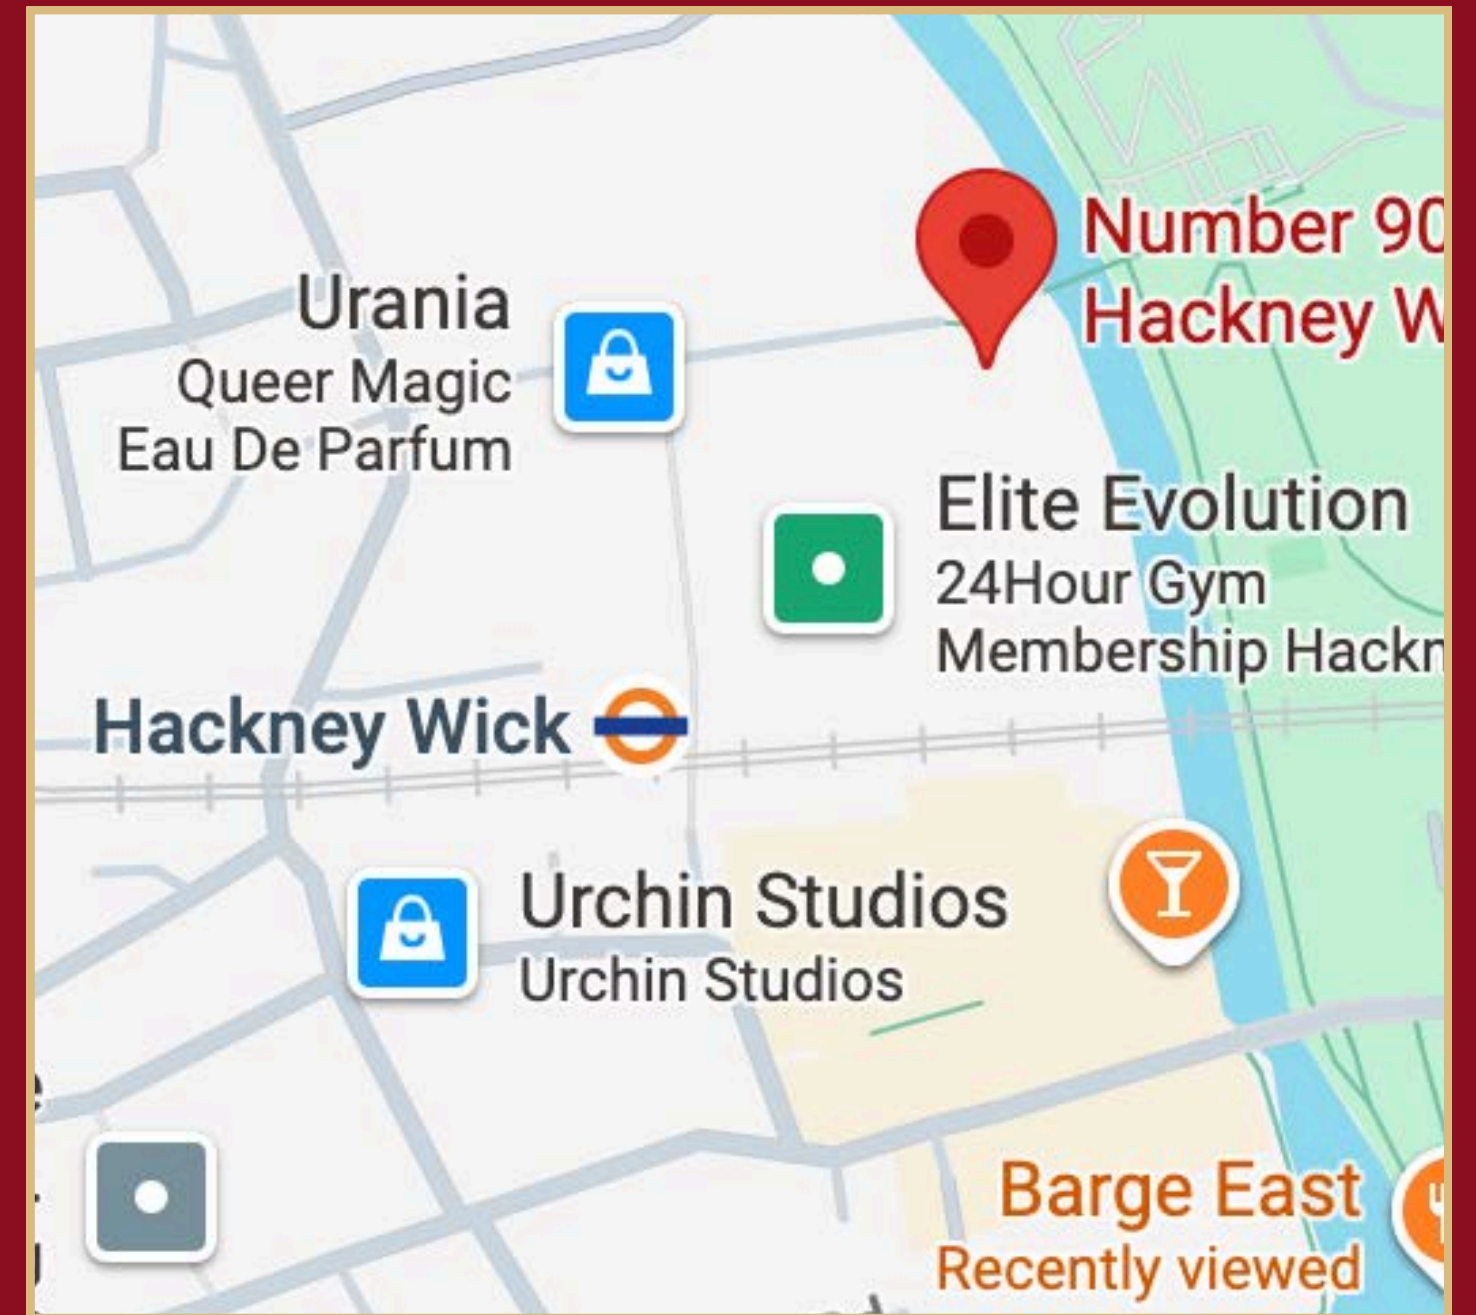 Number 90
Hackney W
Urania
Queer Magic
Eau De Parfum
Elite Evolution
24Hour Gym
Membership Hackn
Hackney Wick
Urchin Studios
Urchin Studios
Barge East
Recently viewed